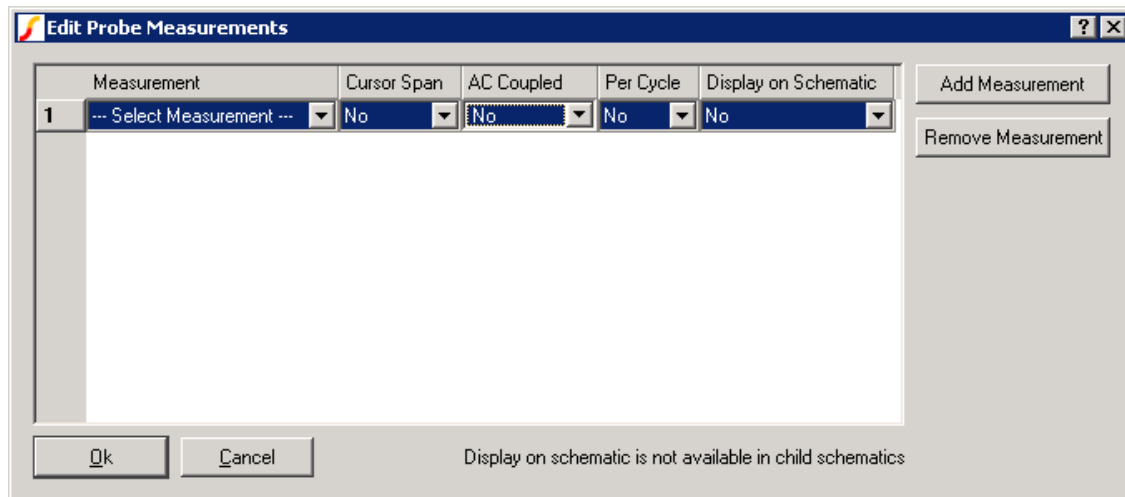 Edit Probe Measurements
Measurement Cursor Span AC Coupled Per Cycle Display on Schematic
1 --- Select Measurement --- No No No No
Add Measurement
Remove Measurement
Ok Cancel Display on schematic is not available in child schematics